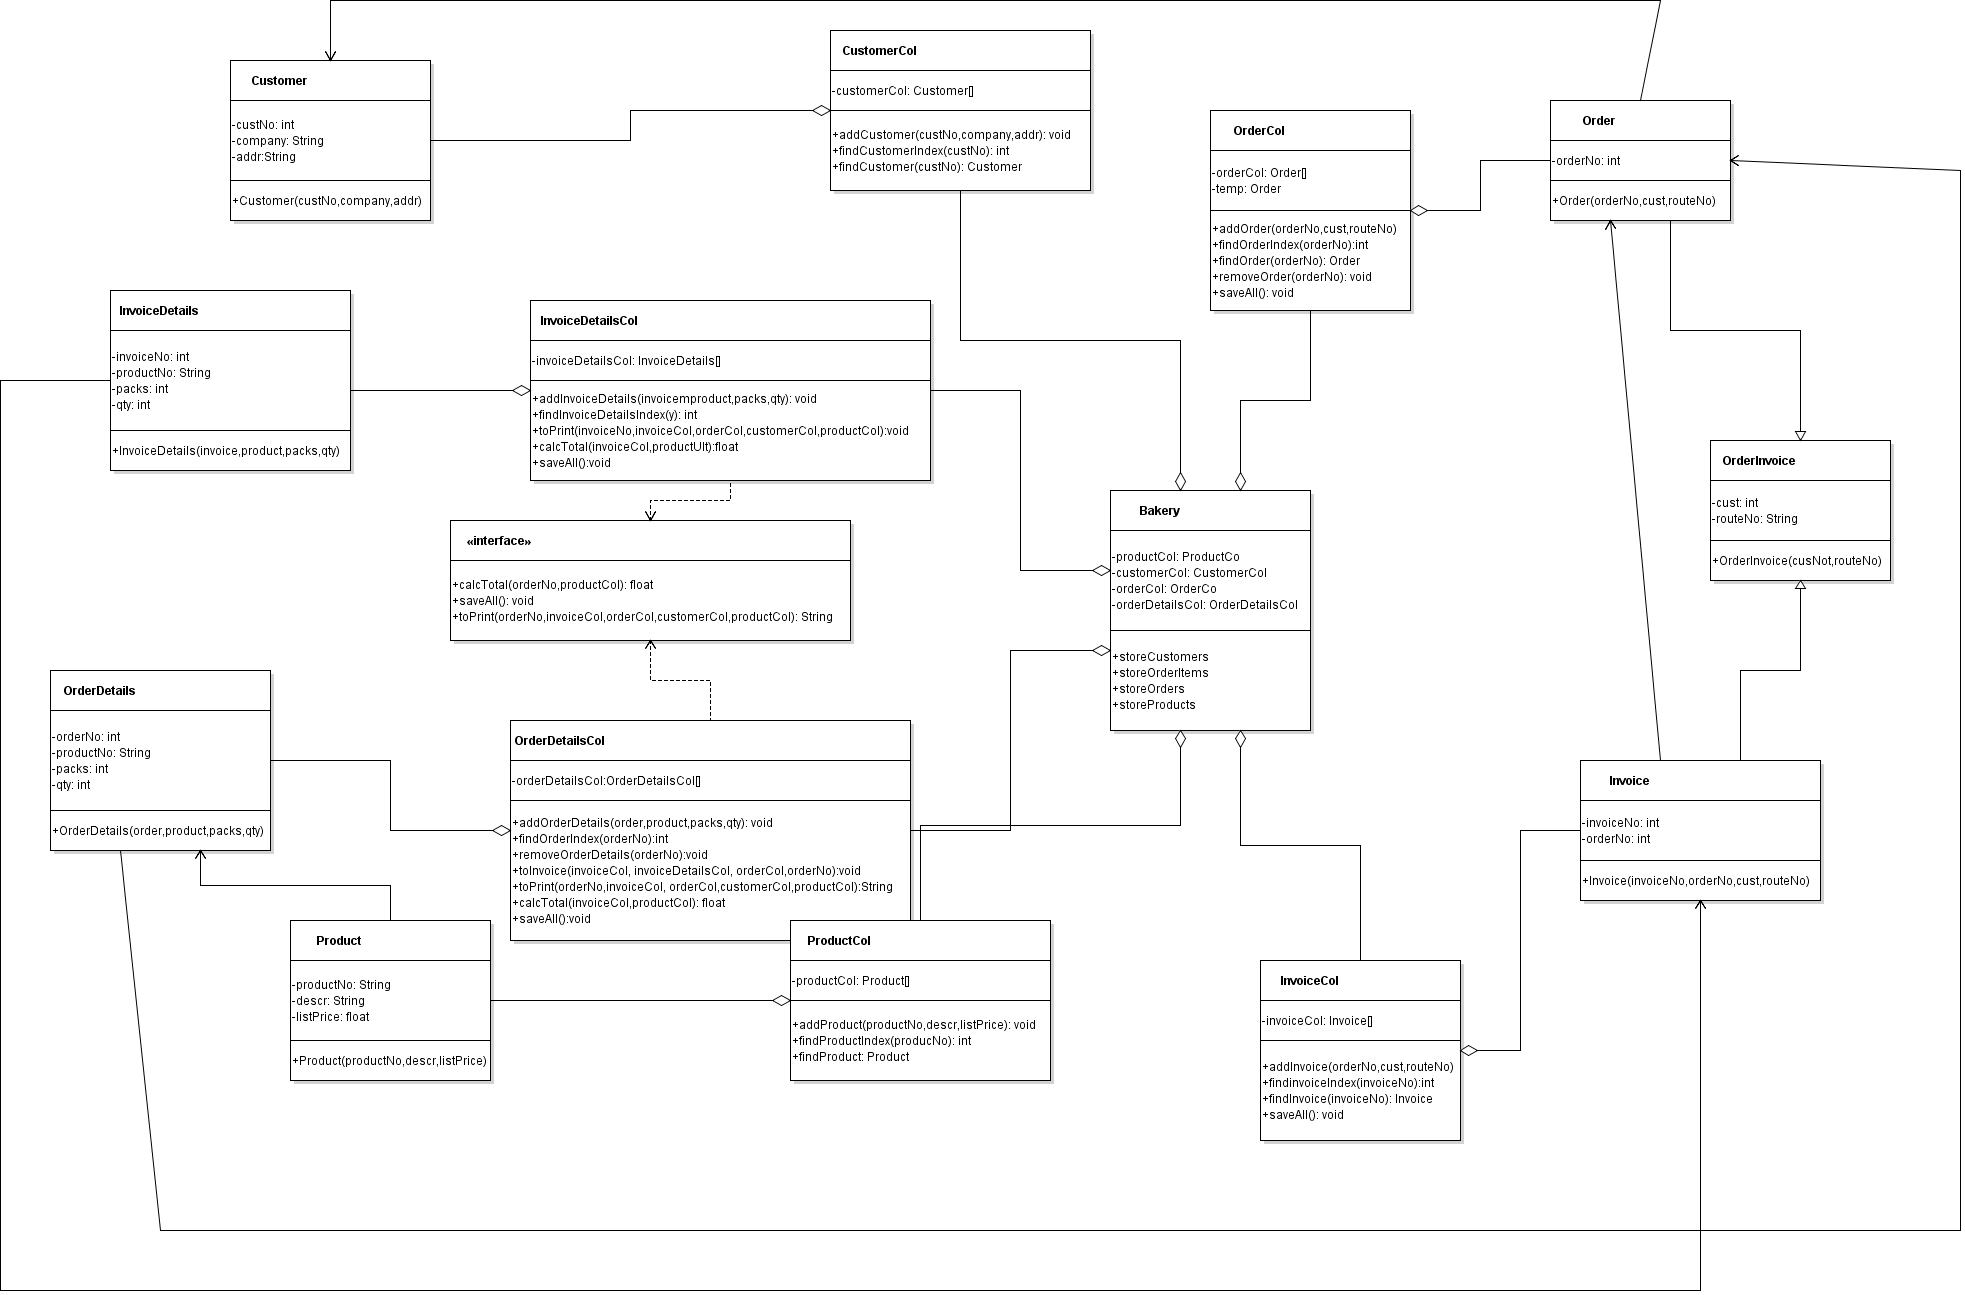 Customer
-custNo: int
-company: String
-addr:String
+Customer(custNo,company,addr)
CustomerCol
-customerCol: Customer[]
+addCustomer(custNo,company,addr): void
+findCustomerIndex(custNo): int
+findCustomer(custNo): Customer
OrderCol
-orderCol: Order[]
-temp: Order
+addOrder(orderNo,cust,routeNo)
+findOrderIndex(orderNo):int
+findOrder(orderNo): Order
+removeOrder(orderNo): void
+saveAll(): void
Order
-orderNo: int
+Order(orderNo,cust,routeNo)
InvoiceDetails
-invoiceNo: int
-productNo: String
-packs: int
-qty: int
+InvoiceDetails(invoice,product,packs,qty)
InvoiceDetailsCol
-invoiceDetailsCol: InvoiceDetails[]
+addInvoiceDetails(invoicemproduct,packs,qty): void
+findInvoiceDetailsIndex(y): int
+toPrint(invoiceNo,invoiceCol,orderCol,customerCol,productCol):void
+calcTotal(invoiceCol,productUlt):float
+saveAll():void
OrderInvoice
-cust: int
-routeNo: String
+OrderInvoice(cusNot,routeNo)
«interface»
+calcTotal(orderNo,productCol): float
+saveAll(): void
+toPrint(orderNo,invoiceCol,orderCol,customerCol,productCol): String
Bakery
-productCol: ProductCo
-customerCol: CustomerCol
-orderCol: OrderCo
-orderDetailsCol: OrderDetailsCol
+storeCustomers
+storeOrderItems
+storeOrders
+storeProducts
OrderDetails
-orderNo: int
-productNo: String
-packs: int
-qty: int
+OrderDetails(order,product,packs,qty)
OrderDetailsCol
-orderDetailsCol:OrderDetailsCol[]
+addOrderDetails(order,product,packs,qty): void
+findOrderIndex(orderNo):int
+removeOrderDetails(orderNo):void
+toInvoice(invoiceCol, invoiceDetailsCol, orderCol,orderNo):void
+toPrint(orderNo,invoiceCol, orderCol,customerCol,productCol):String
+calcTotal(invoiceCol,productCol): float
+saveAll():void
Invoice
-invoiceNo: int
-orderNo: int
+Invoice(invoiceNo,orderNo,cust,routeNo)
Product
-productNo: String
-descr: String
-listPrice: float
+Product(productNo,descr,listPrice)
ProductCol
-productCol: Product[]
+addProduct(productNo,descr,listPrice): void
+findProductIndex(producNo): int
+findProduct: Product
InvoiceCol
-invoiceCol: Invoice[]
+addInvoice(orderNo,cust,routeNo)
+findinvoiceIndex(invoiceNo):int
+findInvoice(invoiceNo): Invoice
+saveAll(): void